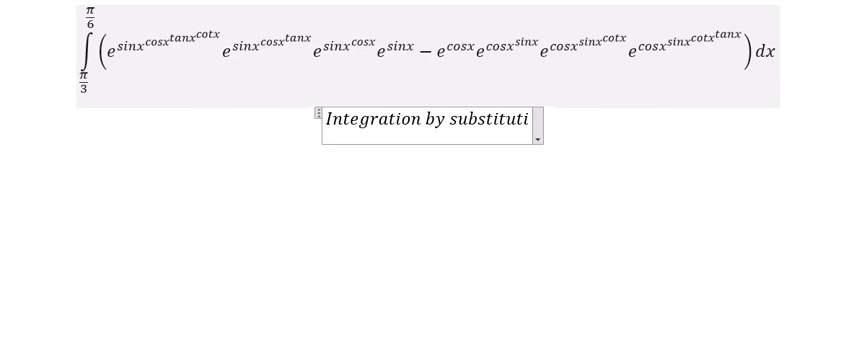 π/6
∫ (e^{sinx^{cosx^{tanx^{cotx}}}} e^{sinx^{cosx^{tanx}}} e^{sinx^{cosx}} e^{sinx} − e^{cosx} e^{cosx^{sinx}} e^{cosx^{sinx^{cotx}}} e^{cosx^{sinx^{cotx^{tanx}}}}) dx
π/3
Integration by substituti